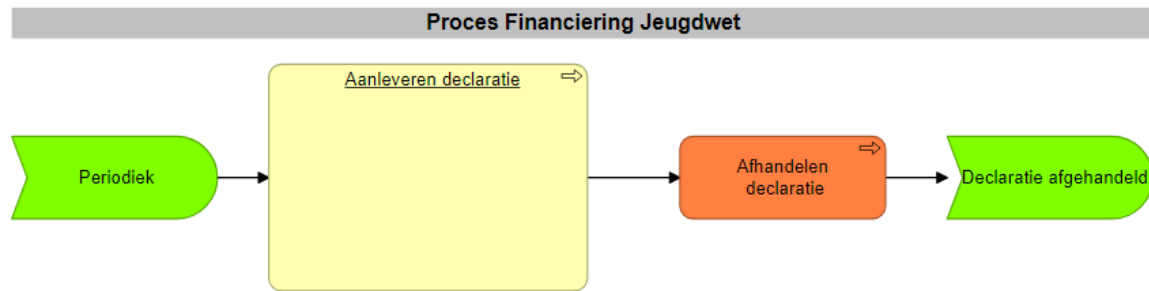 Proces Financiering Jeugdwet
Aanleveren declaratie
Periodiek
Afhandelen
declaratie
Declaratie afgehandeld